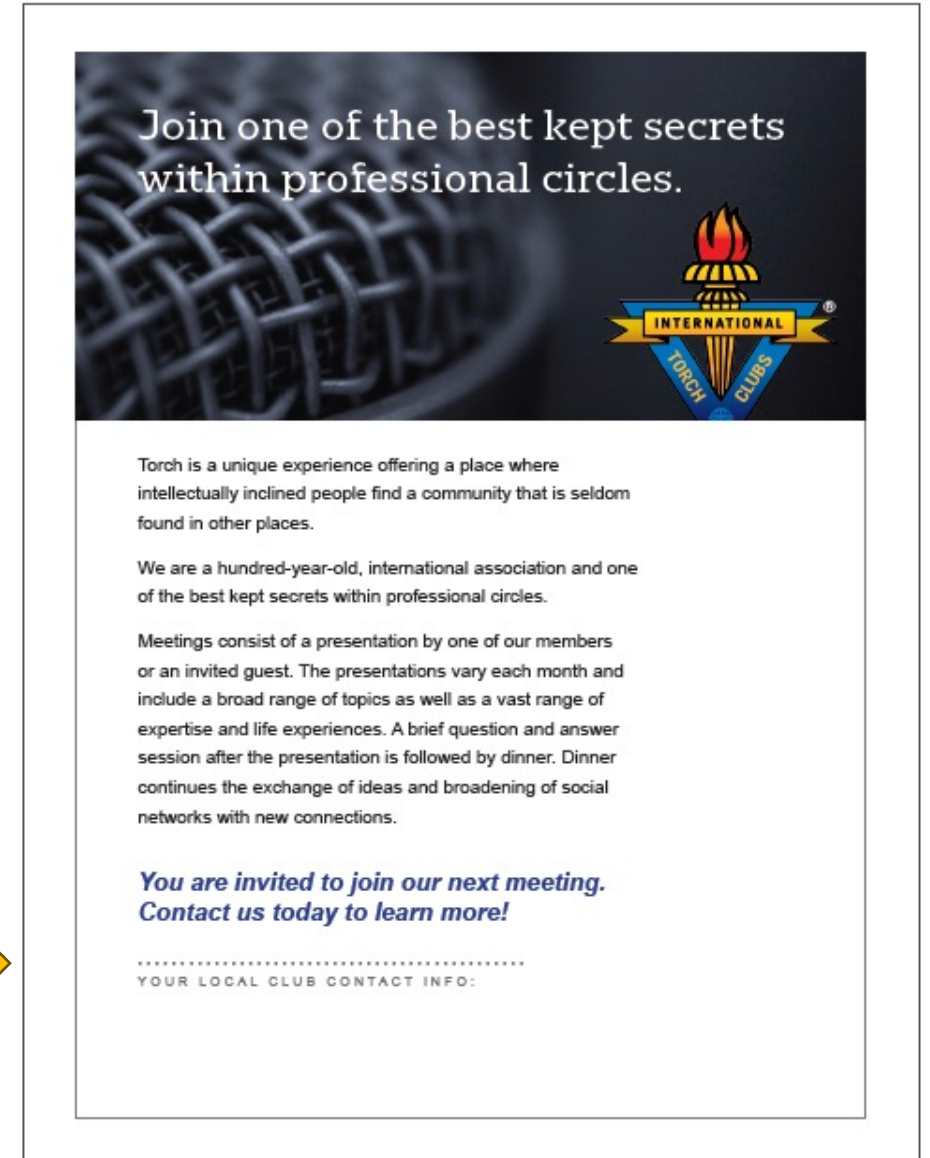 Join one of the best kept secrets
within professional circles.
INTERNATIONAL ®
TORCH CLUBS
Torch is a unique experience offering a place where
intellectually inclined people find a community that is seldom
found in other places.
We are a hundred-year-old, international association and one
of the best kept secrets within professional circles.
Meetings consist of a presentation by one of our members
or an invited guest. The presentations vary each month and
include a broad range of topics as well as a vast range of
expertise and life experiences. A brief question and answer
session after the presentation is followed by dinner. Dinner
continues the exchange of ideas and broadening of social
networks with new connections.
You are invited to join our next meeting.
Contact us today to learn more!
YOUR LOCAL CLUB CONTACT INFO: